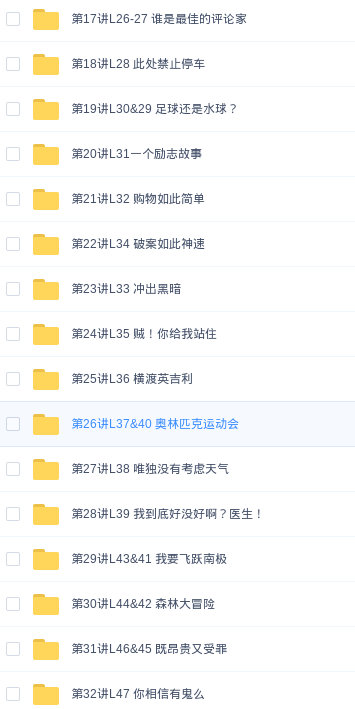 第17讲L26-27 谁是最佳的评论家
第18讲L28 此处禁止停车
第19讲L30&29 足球还是水球？
第20讲L31一个励志故事
第21讲L32 购物如此简单
第22讲L34 破案如此神速
第23讲L33 冲出黑暗
第24讲L35 贼！你给我站住
第25讲L36 横渡英吉利
第26讲L37&40 奥林匹克运动会
第27讲L38 唯独没有考虑天气
第28讲L39 我到底好没好啊？医生！
第29讲L43&41 我要飞跃南极
第30讲L44&42 森林大冒险
第31讲L46&45 既昂贵又受罪
第32讲L47 你相信有鬼么